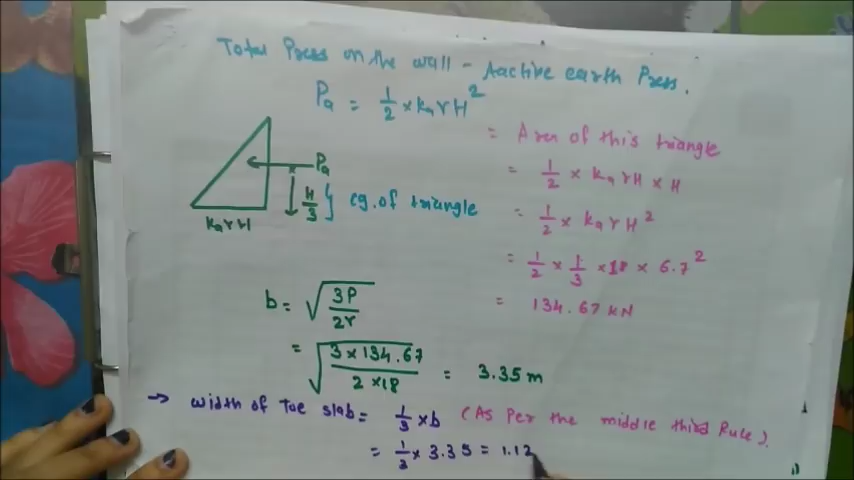 Total Press on the wall - Aactive earth Press.
Pa = 1/2 × kaγH²
= Area of this triangle
= 1/2 × kaγH × H
= 1/2 × kaγH²
= 1/2 × 1/3 × 18 × 6.7²
= 134.67 kN
Pa
H/3 } cg. of triangle
kaγH
b = √(3P/2γ)
= √(3 × 134.67/2 × 18) = 3.35 m
→ width of Toe slab = 1/3 × b (As Per the middle third Rule).
= 1/3 × 3.35 = 1.12